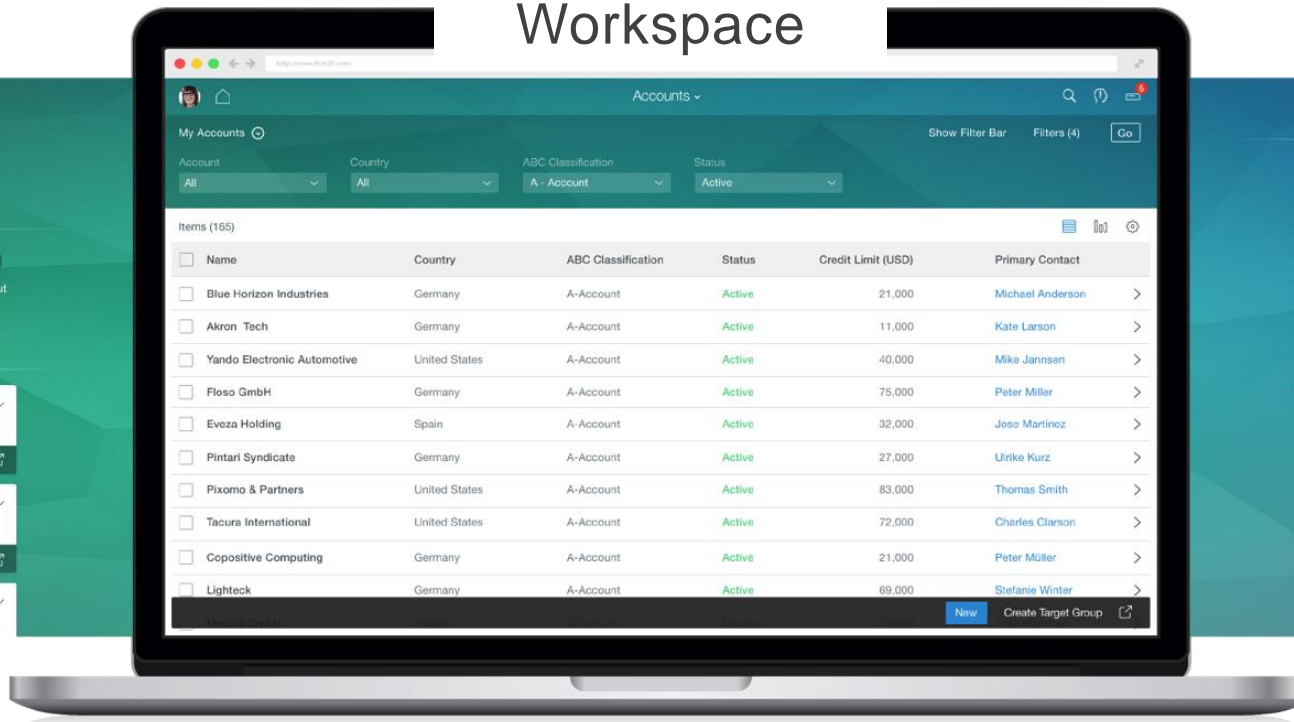 Workspace
Accounts
5
My Accounts Show Filter Bar Filters (4) Go
Account Country ABC Classification Status
All All A - Account Active
Items (165)
Name Country ABC Classification Status Credit Limit (USD) Primary Contact
Blue Horizon Industries Germany A-Account Active 21,000 Michael Anderson
Akron Tech Germany A-Account Active 11,000 Kate Larson
Yando Electronic Automotive United States A-Account Active 40,000 Mike Jannsen
Floso GmbH Germany A-Account Active 75,000 Peter Miller
Eveza Holding Spain A-Account Active 32,000 Jose Martinez
Pintari Syndicate Germany A-Account Active 27,000 Ulrike Kurz
Pixomo & Partners United States A-Account Active 83,000 Thomas Smith
Tacura International United States A-Account Active 72,000 Charles Clarson
Copositive Computing Germany A-Account Active 21,000 Peter Müller
Lighteck Germany A-Account Active 69,000 Stefanie Winter
New Create Target Group